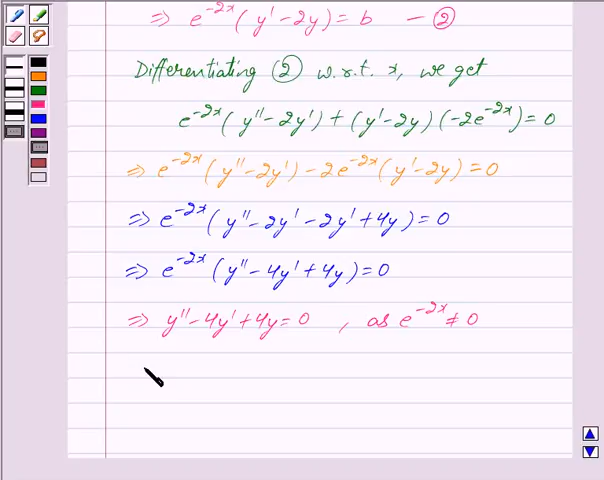 ⇒ e^{-2x}(y' - 2y) = b — ②
Differentiating ② w.r.t. x, we get
e^{-2x}(y'' - 2y') + (y' - 2y)(-2e^{-2x}) = 0
⇒ e^{-2x}(y'' - 2y') - 2e^{-2x}(y' - 2y) = 0
⇒ e^{-2x}(y'' - 2y' - 2y' + 4y) = 0
⇒ e^{-2x}(y'' - 4y' + 4y) = 0
⇒ y'' - 4y' + 4y = 0 , as e^{-2x} ≠ 0